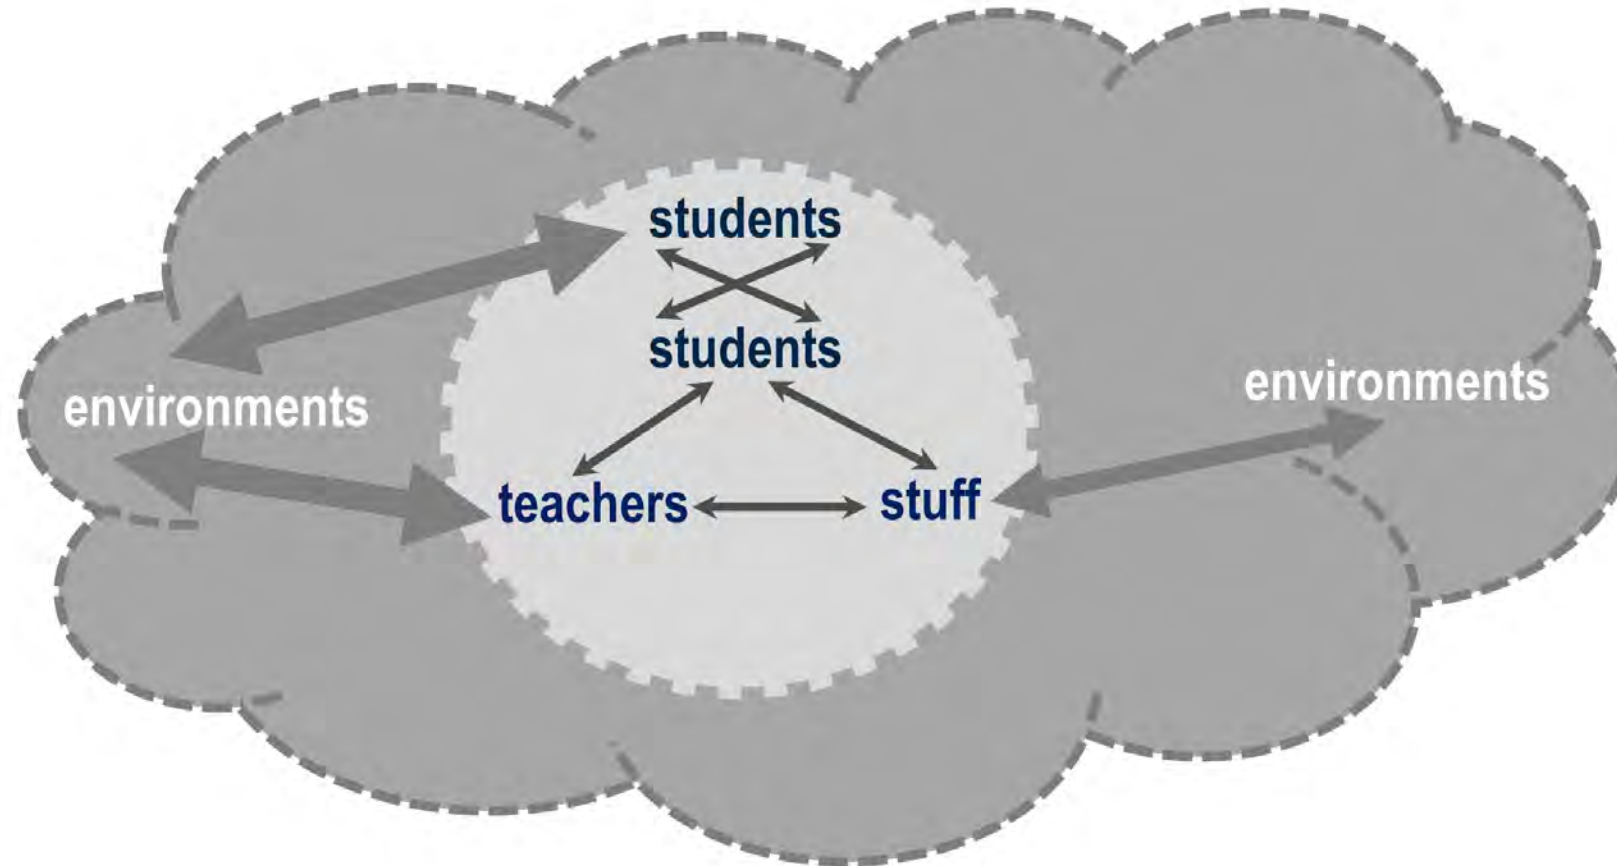 students
students
environments
environments
teachers
stuff